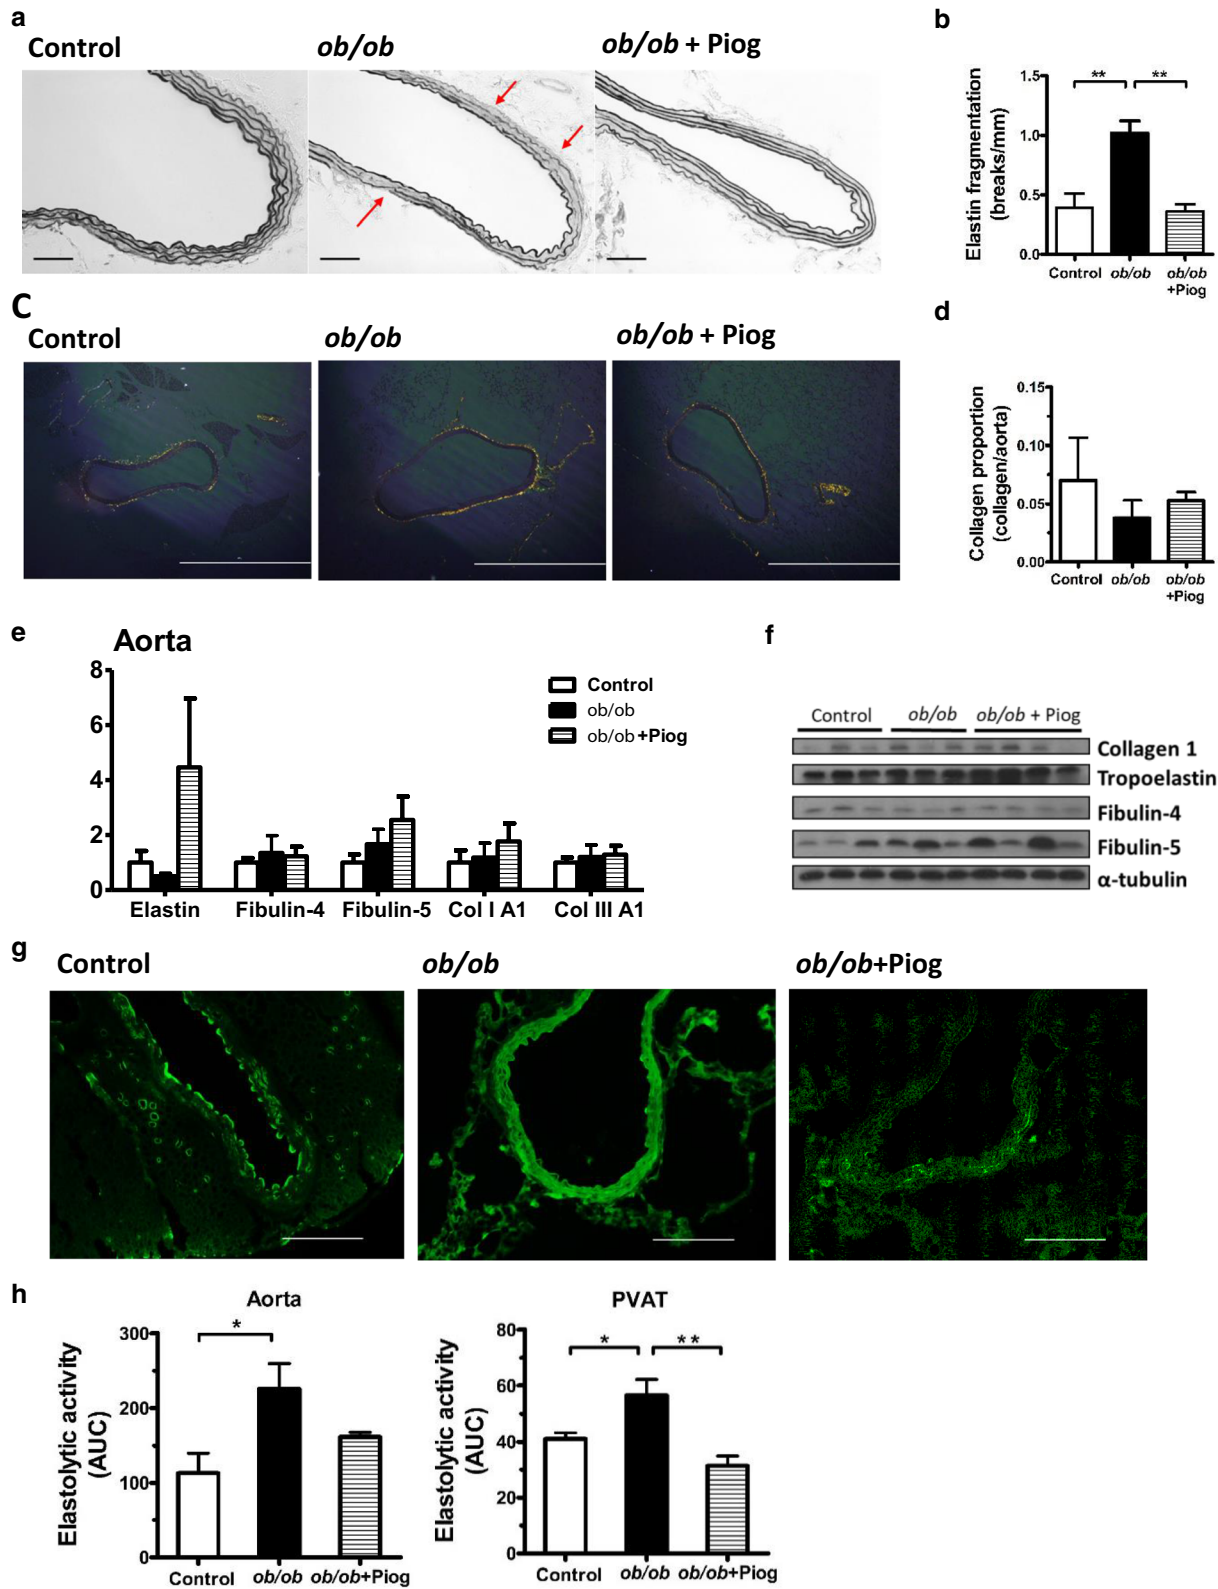 a
Control
ob/ob
ob/ob + Piog
b
Elastin fragmentation
(breaks/mm)
1.5
1.0
0.5
0.0
**
**
Control
ob/ob
ob/ob
+Piog
C
Control
ob/ob
ob/ob + Piog
d
Collagen proportion
(collagen/aorta)
0.15
0.10
0.05
0.00
Control
ob/ob
ob/ob
+Piog
e
Aorta
8
6
4
2
0
Control
ob/ob
ob/ob +Piog
Elastin
Fibulin-4
Fibulin-5
Col I A1
Col III A1
f
Control
ob/ob
ob/ob + Piog
Collagen 1
Tropoelastin
Fibulin-4
Fibulin-5
α-tubulin
g
Control
ob/ob
ob/ob+Piog
h
Aorta
Elastolytic activity
(AUC)
300
200
100
0
*
Control
ob/ob
ob/ob+Piog
PVAT
Elastolytic activity
(AUC)
80
60
40
20
0
*
**
Control
ob/ob
ob/ob+Piog